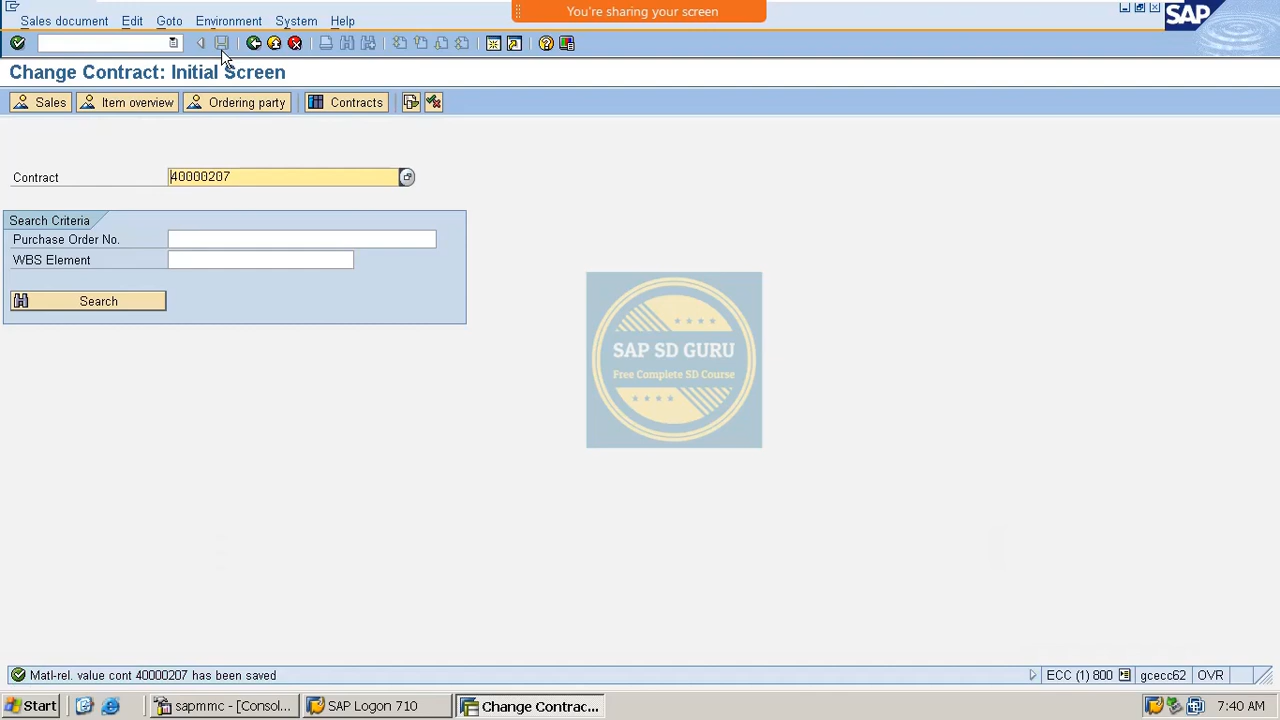 You're sharing your screen
Sales document Edit Goto Environment System Help
SAP
Change Contract: Initial Screen
Sales Item overview Ordering party Contracts
Contract 40000207
Search Criteria
Purchase Order No.
WBS Element
Search
SAP SD GURU
Free Complete SD Course
Matl-rel. value cont 40000207 has been saved
ECC (1) 800 gcecc62 OVR
Start sapmmc - [Consol... SAP Logon 710 Change Contrac... 7:40 AM